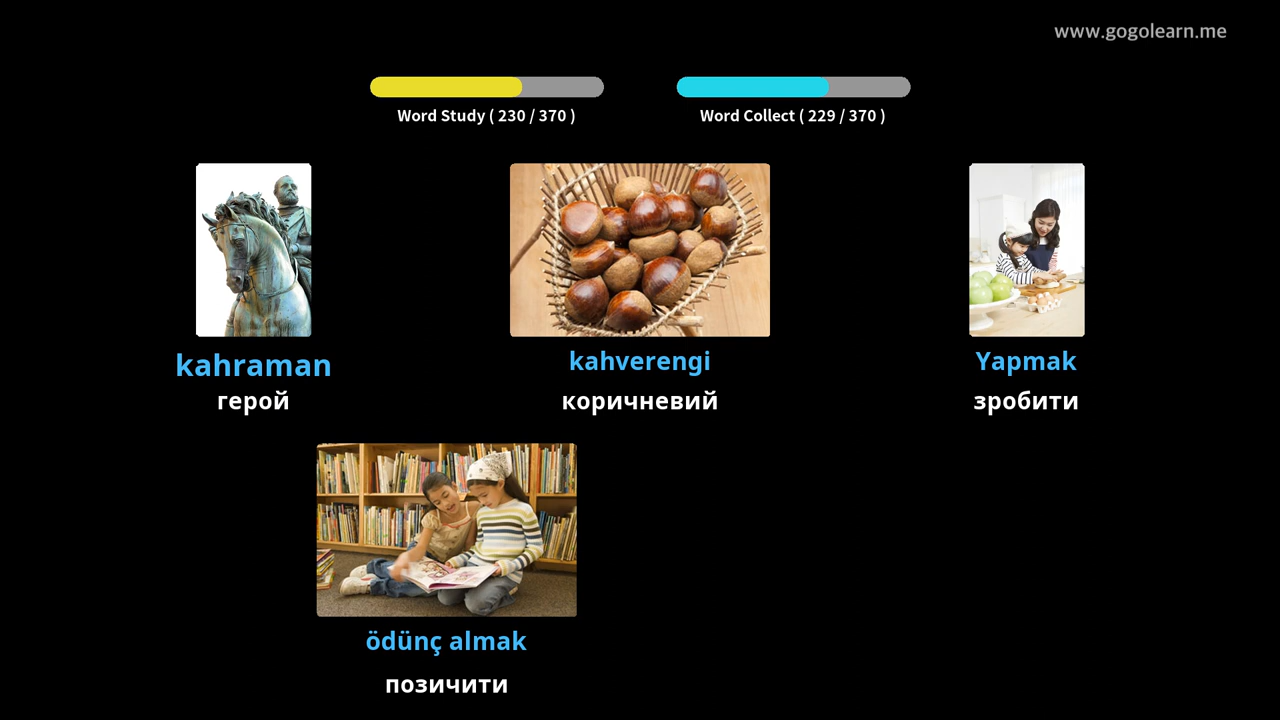 www.gogolearn.me
Word Study ( 230 / 370 )
Word Collect ( 229 / 370 )
kahraman
герой
kahverengi
коричневий
Yapmak
зробити
ödünç almak
позичити